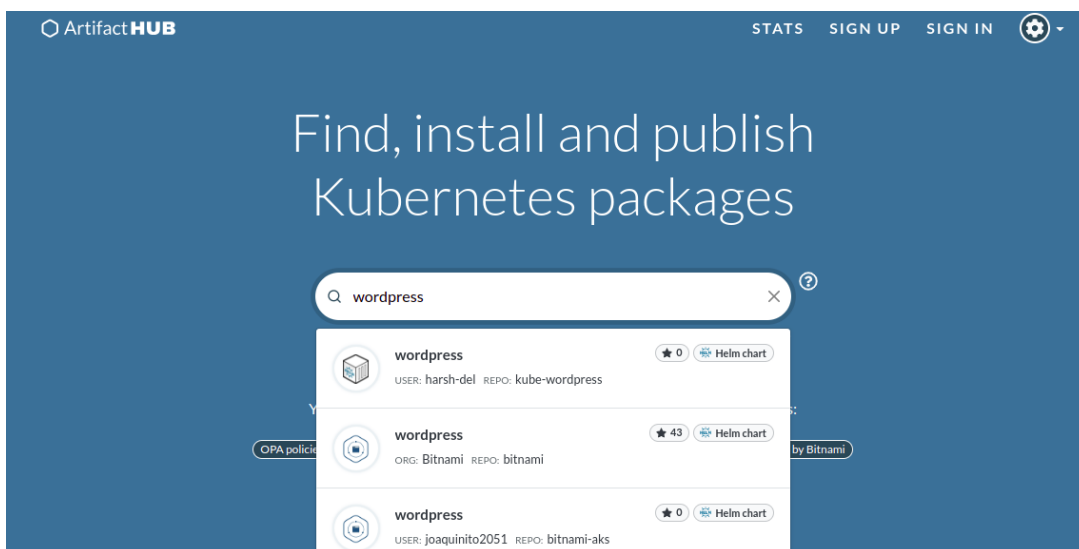 Artifact HUB STATS SIGN UP SIGN IN
Find, install and publish
Kubernetes packages
wordpress
wordpress ★ 0 Helm chart
USER: harsh-del REPO: kube-wordpress
wordpress ★ 43 Helm chart
ORG: Bitnami REPO: bitnami
OPA policie by Bitnami
wordpress ★ 0 Helm chart
USER: joaquinito2051 REPO: bitnami-aks